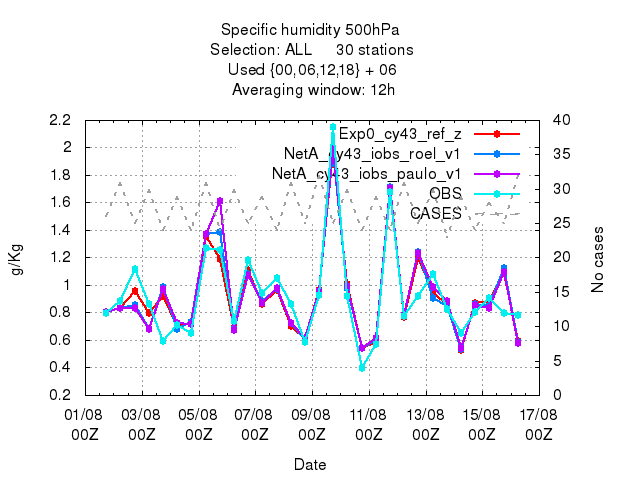 Specific humidity 500hPa
Selection: ALL 30 stations
Used {00,06,12,18} + 06
Averaging window: 12h
2.2
2
1.8
1.6
1.4
1.2
1
0.8
0.6
0.4
0.2
g/Kg
40
35
30
25
20
15
10
5
0
No cases
Exp0_cy43_ref_z
NetA_cy43_iobs_roel_v1
NetA_cy43_iobs_paulo_v1
OBS
CASES
01/08 03/08 05/08 07/08 09/08 11/08 13/08 15/08 17/08
00Z 00Z 00Z 00Z 00Z 00Z 00Z 00Z 00Z
Date